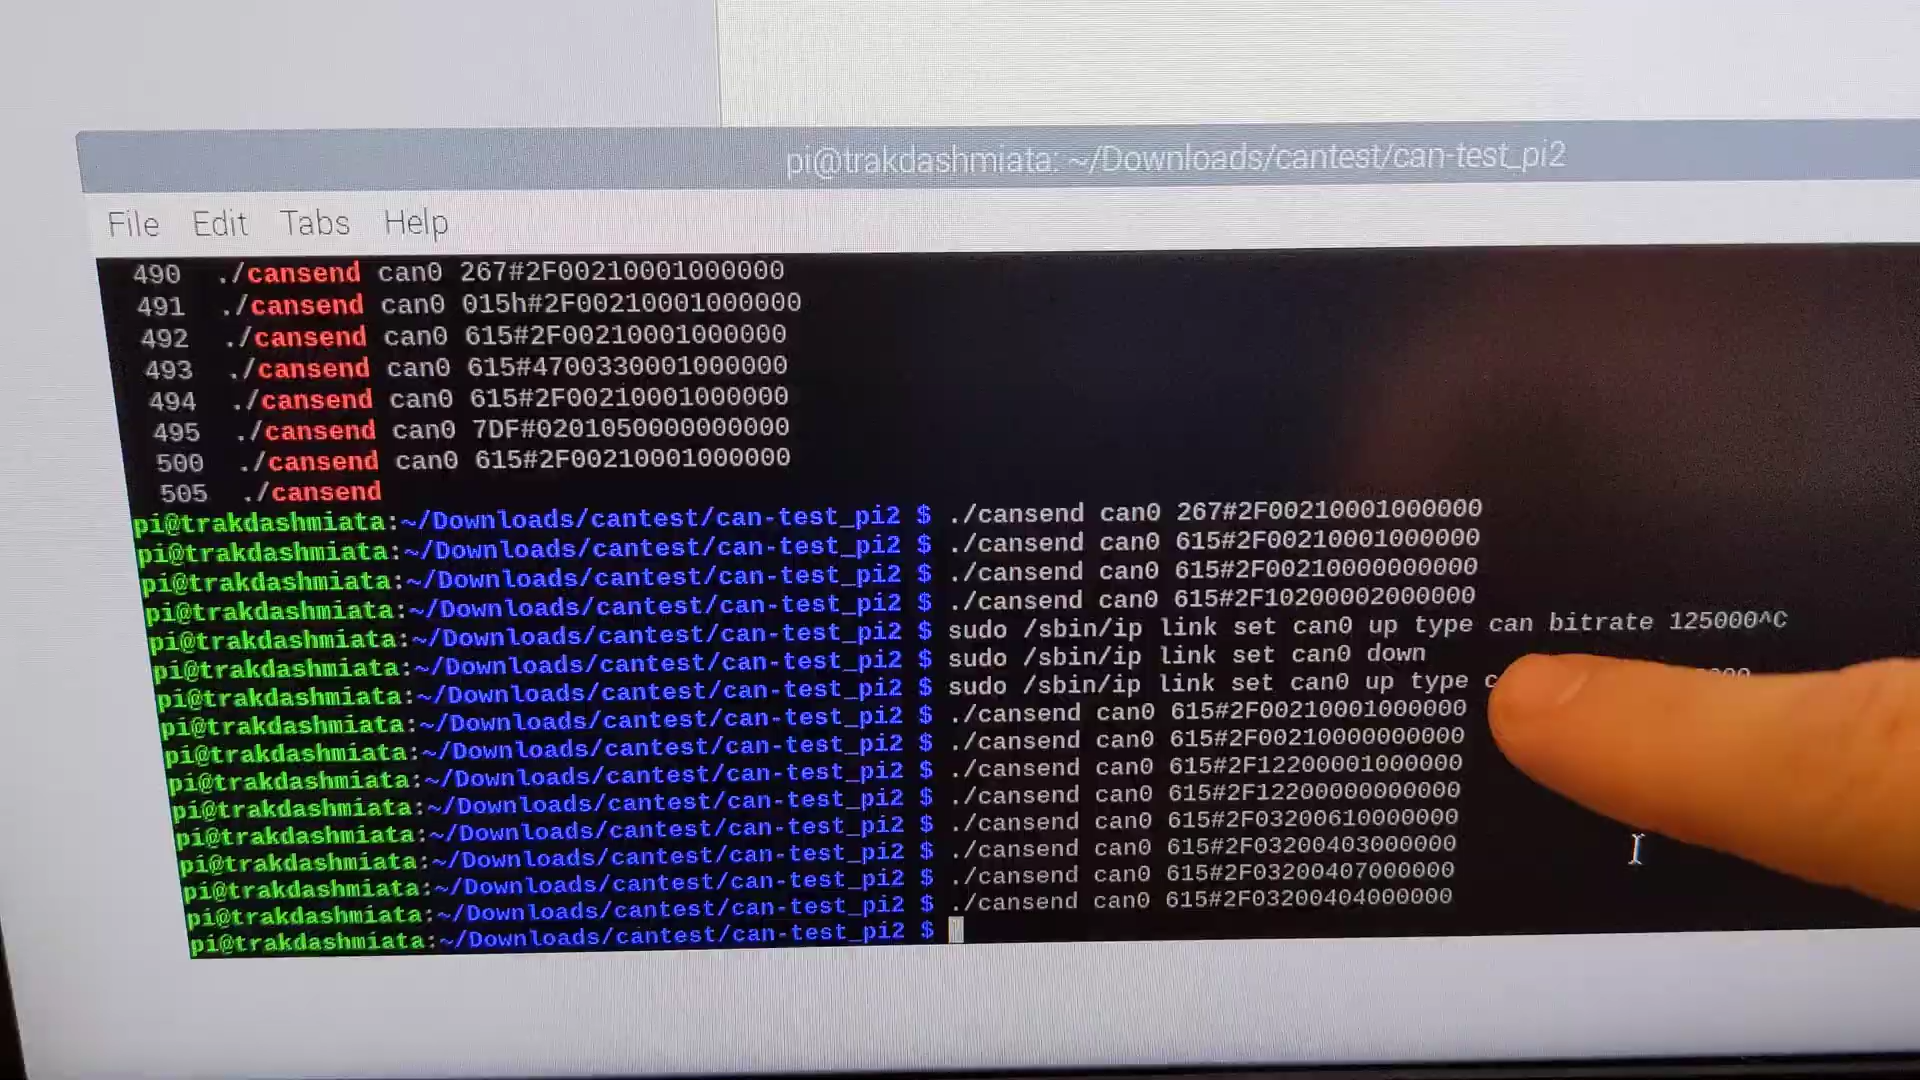 pi@trakdashmiata: ~/Downloads/cantest/can-test_pi2
File Edit Tabs Help
490 ./cansend can0 267#2F00210001000000
491 ./cansend can0 015h#2F00210001000000
492 ./cansend can0 615#2F00210001000000
493 ./cansend can0 615#4700330001000000
494 ./cansend can0 615#2F00210001000000
495 ./cansend can0 7DF#0201050000000000
500 ./cansend can0 615#2F00210001000000
505 ./cansend
pi@trakdashmiata:~/Downloads/cantest/can-test_pi2 $ ./cansend can0 267#2F00210001000000
pi@trakdashmiata:~/Downloads/cantest/can-test_pi2 $ ./cansend can0 615#2F00210001000000
pi@trakdashmiata:~/Downloads/cantest/can-test_pi2 $ ./cansend can0 615#2F00210000000000
pi@trakdashmiata:~/Downloads/cantest/can-test_pi2 $ ./cansend can0 615#2F10200002000000
pi@trakdashmiata:~/Downloads/cantest/can-test_pi2 $ sudo /sbin/ip link set can0 up type can bitrate 125000^C
pi@trakdashmiata:~/Downloads/cantest/can-test_pi2 $ sudo /sbin/ip link set can0 down
pi@trakdashmiata:~/Downloads/cantest/can-test_pi2 $ sudo /sbin/ip link set can0 up type
pi@trakdashmiata:~/Downloads/cantest/can-test_pi2 $ ./cansend can0 615#2F00210001000000
pi@trakdashmiata:~/Downloads/cantest/can-test_pi2 $ ./cansend can0 615#2F00210000000000
pi@trakdashmiata:~/Downloads/cantest/can-test_pi2 $ ./cansend can0 615#2F12200001000000
pi@trakdashmiata:~/Downloads/cantest/can-test_pi2 $ ./cansend can0 615#2F12200000000000
pi@trakdashmiata:~/Downloads/cantest/can-test_pi2 $ ./cansend can0 615#2F03200610000000
pi@trakdashmiata:~/Downloads/cantest/can-test_pi2 $ ./cansend can0 615#2F03200403000000
pi@trakdashmiata:~/Downloads/cantest/can-test_pi2 $ ./cansend can0 615#2F03200407000000
pi@trakdashmiata:~/Downloads/cantest/can-test_pi2 $ ./cansend can0 615#2F03200404000000
pi@trakdashmiata:~/Downloads/cantest/can-test_pi2 $